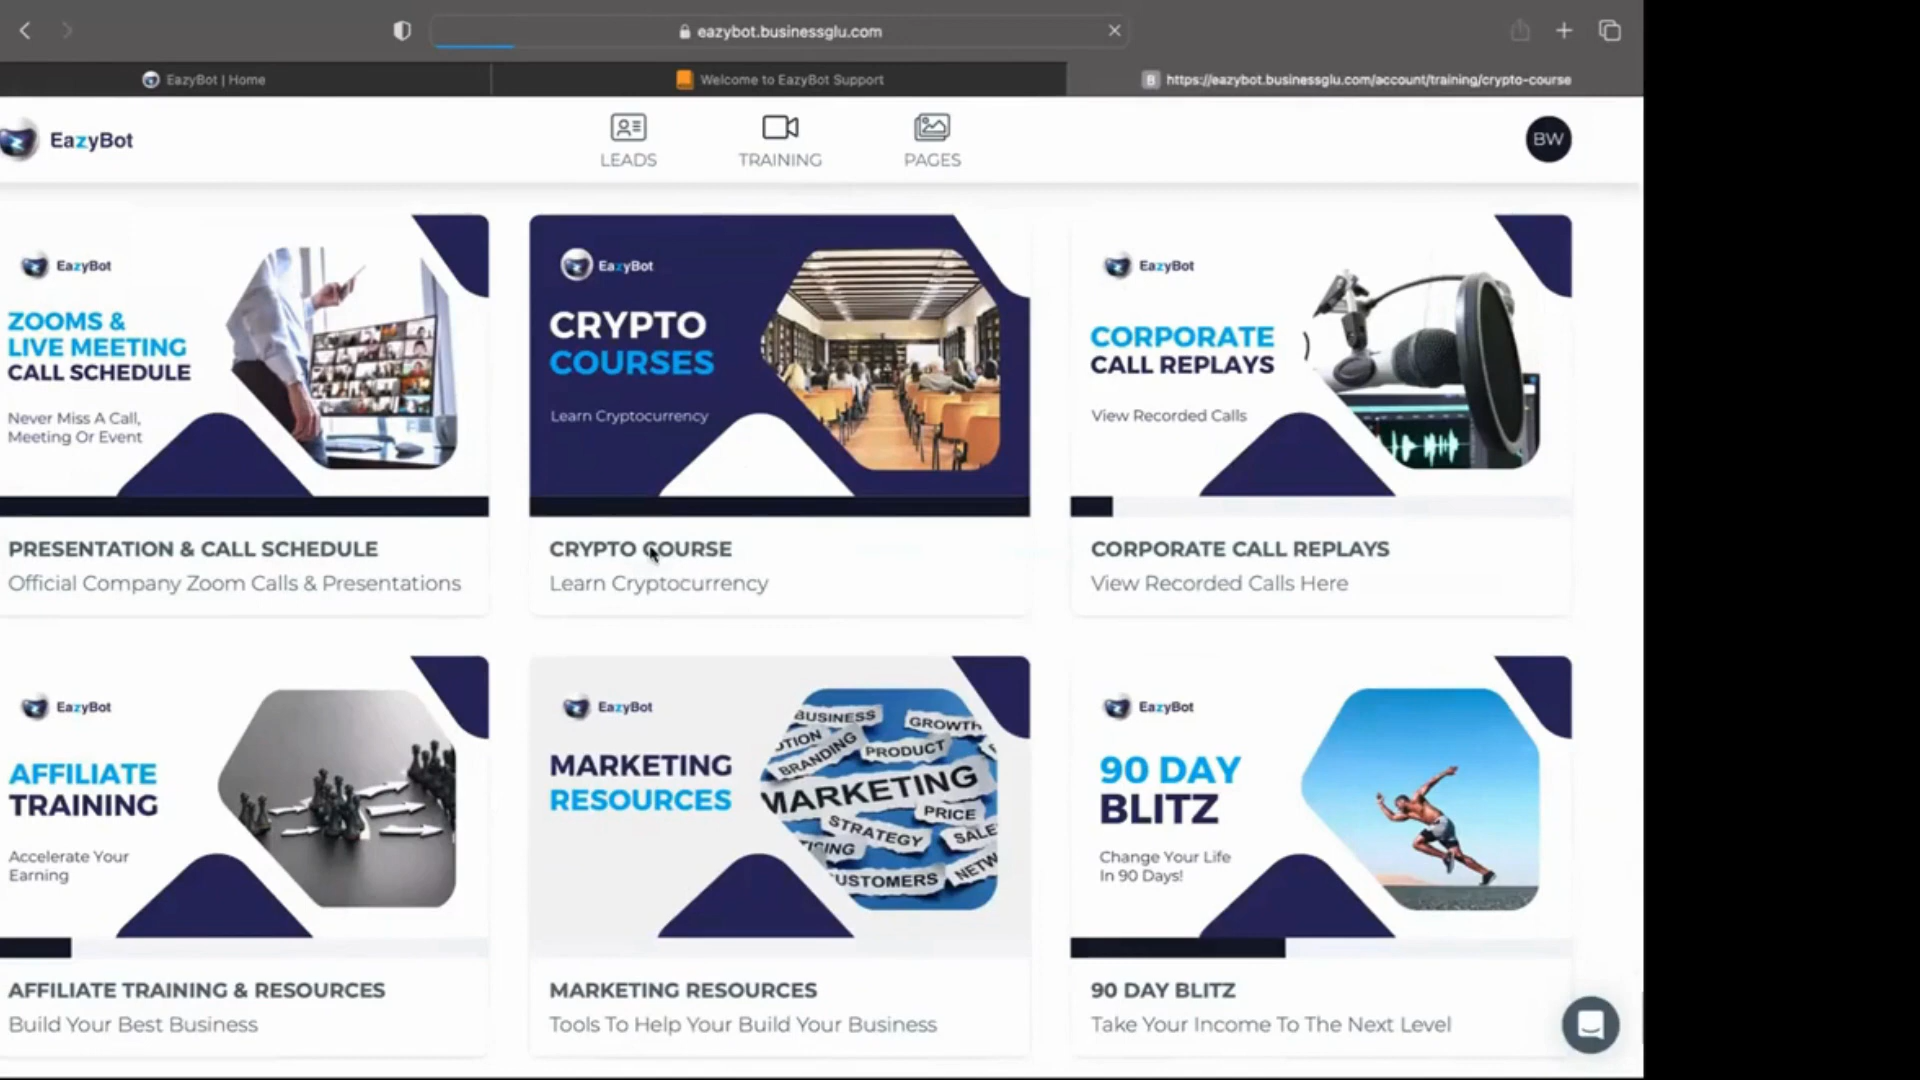 eazybot.businessglu.com
EazyBot | Home
Welcome to EazyBot Support
B
https://eazybot.businessglu.com/account/training/crypto-course
EazyBot
LEADS
TRAINING
PAGES
BW
EazyBot
ZOOMS &
LIVE MEETING
CALL SCHEDULE
Never Miss A Call,
Meeting Or Event
PRESENTATION & CALL SCHEDULE
Official Company Zoom Calls & Presentations
EazyBot
CRYPTO
COURSES
Learn Cryptocurrency
CRYPTO COURSE
Learn Cryptocurrency
EazyBot
CORPORATE
CALL REPLAYS
View Recorded Calls
CORPORATE CALL REPLAYS
View Recorded Calls Here
EazyBot
AFFILIATE
TRAINING
Accelerate Your
Earning
AFFILIATE TRAINING & RESOURCES
Build Your Best Business
EazyBot
MARKETING
RESOURCES
BUSINESS
GROWTH
BRANDING
PRODUCT
MARKETING
PRICE
STRATEGY
MARKETING RESOURCES
Tools To Help Your Build Your Business
EazyBot
90 DAY
BLITZ
Change Your Life
In 90 Days!
90 DAY BLITZ
Take Your Income To The Next Level